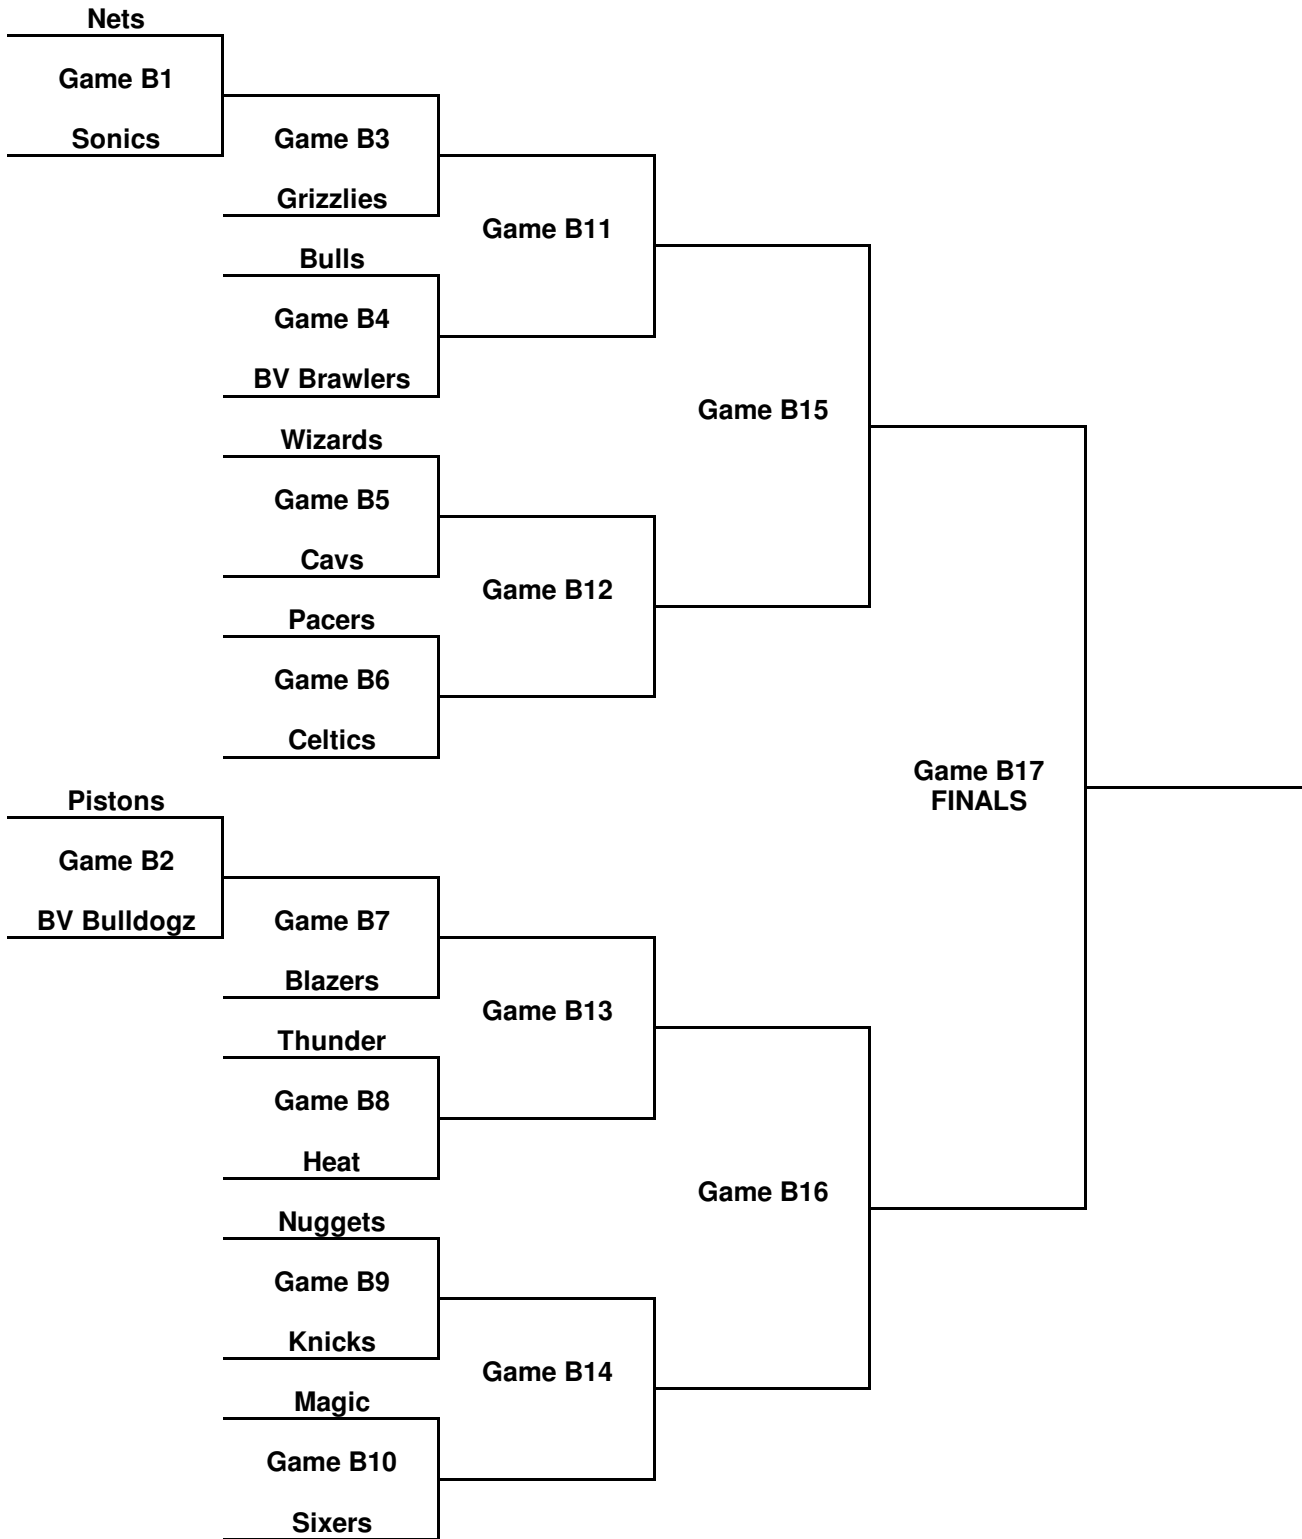 Nets
Game B1
Sonics
Game B3
Grizzlies
Game B11
Bulls
Game B4
BV Brawlers
Game B15
Wizards
Game B5
Cavs
Game B12
Pacers
Game B6
Celtics
Game B17
FINALS
Pistons
Game B2
BV Bulldogz
Game B7
Blazers
Game B13
Thunder
Game B8
Heat
Game B16
Nuggets
Game B9
Knicks
Game B14
Magic
Game B10
Sixers